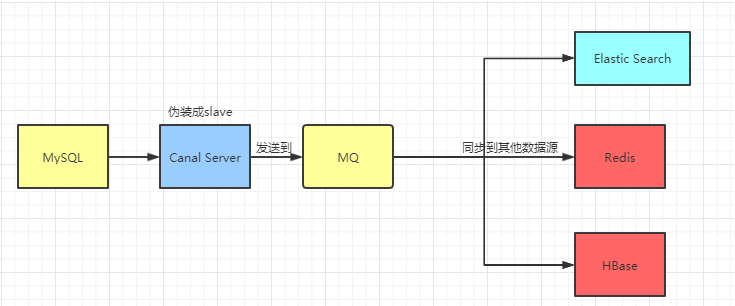 Elastic Search
伪装成slave
MySQL
Canal Server
发送到
MQ
同步到其他数据源
Redis
HBase